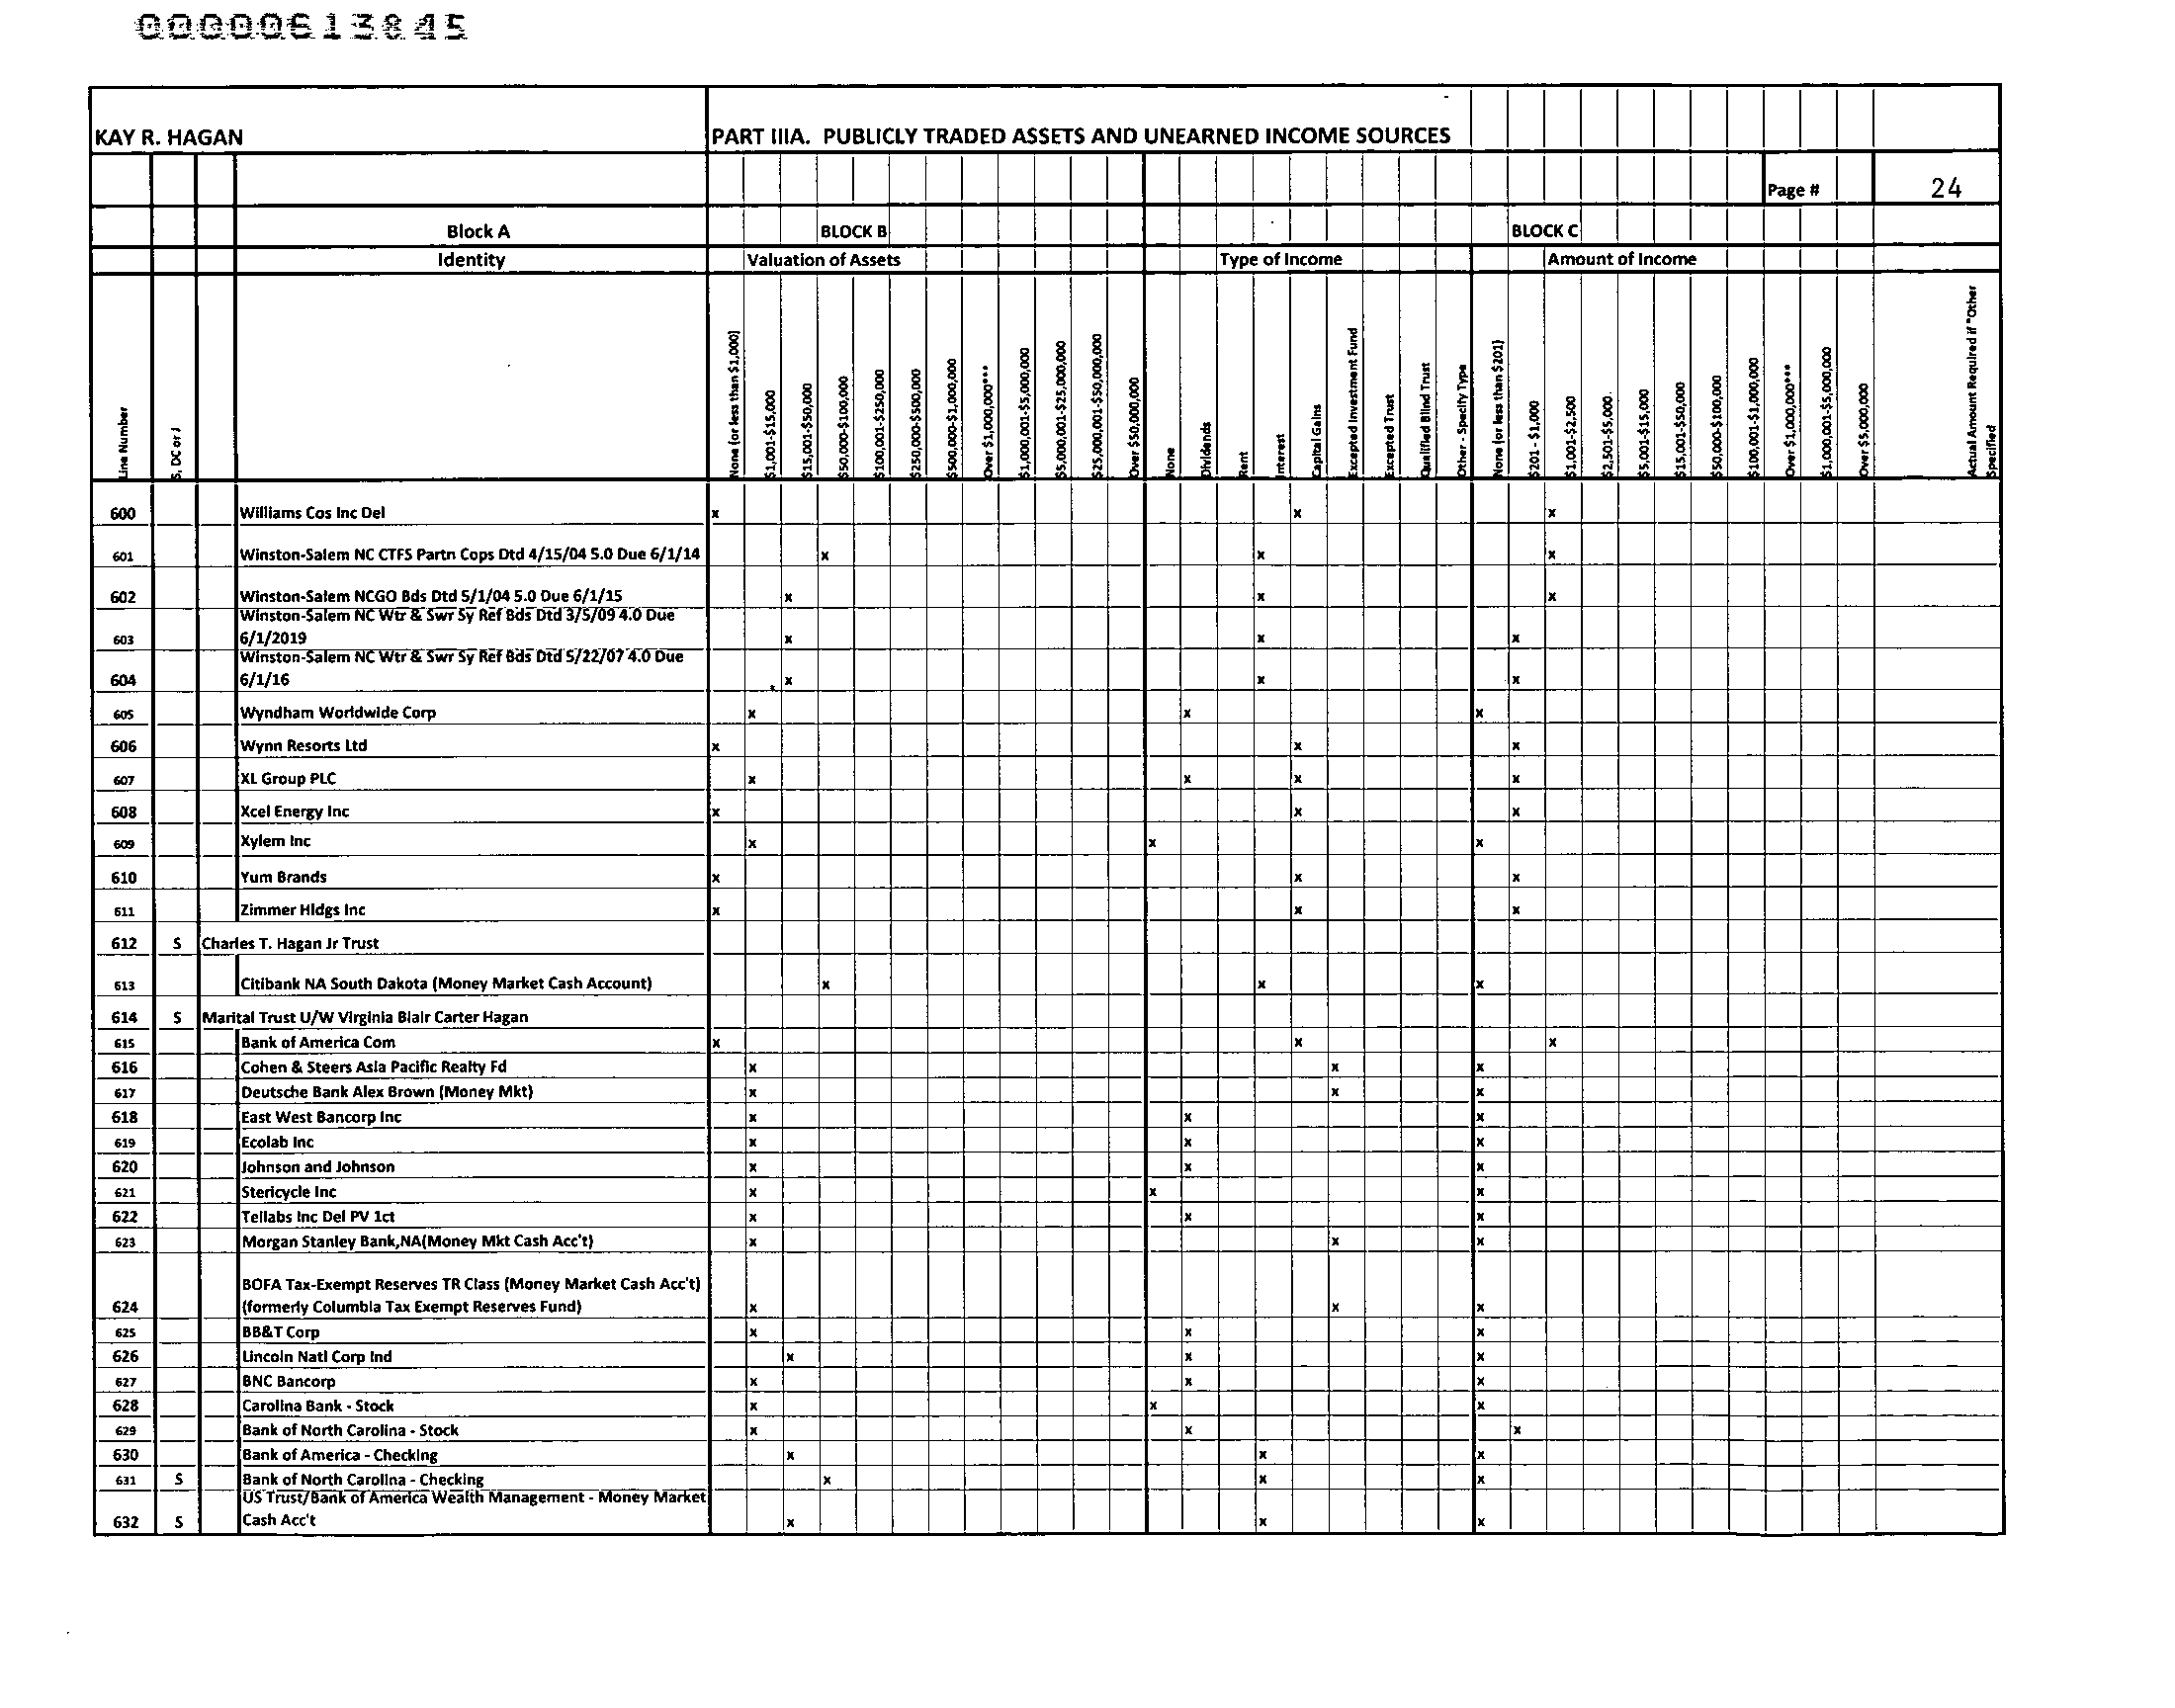 00000613845
KAY R. HAGAN PART IIIA. PUBLICLY TRADED ASSETS AND UNEARNED INCOME SOURCES
Page # 24
Block A BLOCK B BLOCK C
Identity Valuation of Assets Type of Income Amount of Income
Line Number
S, DC or J
None (or less than $1,000)
$1,001-$15,000
$15,001-$50,000
$50,000-$100,000
$100,001-$250,000
$250,000-$500,000
$500,000-$1,000,000
Over $1,000,000***
$1,000,001-$5,000,000
$5,000,001-$25,000,000
$25,000,001-$50,000,000
Over $50,000,000
None
Dividends
Rent
Interest
Capital Gains
Excepted Investment Fund
Excepted Trust
Qualified Blind Trust
Other - Specify Type
None (or less than $201)
$201 - $1,000
$1,001-$2,500
$2,501-$5,000
$5,001-$15,000
$15,001-$50,000
$50,000-$100,000
$100,001-$1,000,000
Over $1,000,000***
$1,000,001-$5,000,000
Over $5,000,000
Actual Amount Required if "Other
Specified
600 Williams Cos Inc Del x x x
601 Winston-Salem NC CTFS Partn Cops Dtd 4/15/04 5.0 Due 6/1/14 x x x
602 Winston-Salem NCGO Bds Dtd 5/1/04 5.0 Due 6/1/15 x x x
Winston-Salem NC Wtr & Swr Sy Ref Bds Dtd 3/5/09 4.0 Due
603 6/1/2019 x x x
Winston-Salem NC Wtr & Swr Sy Ref Bds Dtd 5/22/07 4.0 Due
604 6/1/16 x x x
605 Wyndham Worldwide Corp x x x
606 Wynn Resorts Ltd x x x
607 XL Group PLC x x x x
608 Xcel Energy Inc x x x
609 Xylem Inc x x x
610 Yum Brands x x x
611 Zimmer Hldgs Inc x x x
612 S Charles T. Hagan Jr Trust
613 Citibank NA South Dakota (Money Market Cash Account) x x x
614 S Marital Trust U/W Virginia Blair Carter Hagan
615 Bank of America Com x x x
616 Cohen & Steers Asia Pacific Realty Fd x x x
617 Deutsche Bank Alex Brown (Money Mkt) x x x
618 East West Bancorp Inc x x x
619 Ecolab Inc x x x
620 Johnson and Johnson x x x
621 Stericycle Inc x x x
622 Tellabs Inc Del PV 1ct x x x
623 Morgan Stanley Bank,NA(Money Mkt Cash Acc't) x x x
BOFA Tax-Exempt Reserves TR Class (Money Market Cash Acc't)
624 (formerly Columbia Tax Exempt Reserves Fund) x x x
625 BB&T Corp x x x
626 Lincoln Natl Corp Ind x x x
627 BNC Bancorp x x x
628 Carolina Bank - Stock x x x
629 Bank of North Carolina - Stock x x x
630 Bank of America - Checking x x x
631 S Bank of North Carolina - Checking x x x
US Trust/Bank of America Wealth Management - Money Market
632 S Cash Acc't x x x